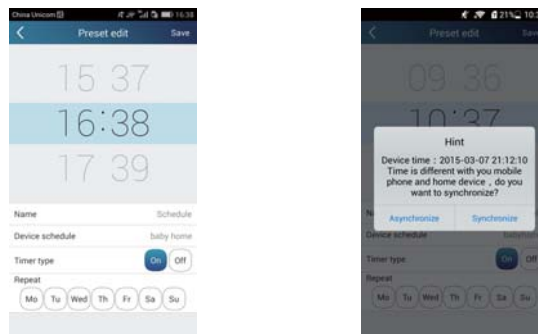 China Unicom 16:38
Preset edit Save
15 37
16:38
17 39
Name Schedule
Device schedule baby home
Timer type On Off
Repeat
Mo Tu Wed Th Fr Sa Su
21% 10:3
Preset edit Save
09 36
10:37
Hint
Device time : 2015-03-07 21:12:10
Time is different with you mobile
phone and home device , do you
want to synchronize?
Asynchronize Synchronize
Device schedule
Timer type On Off
Repeat
Mo Tu Wed Th Fr Sa Su